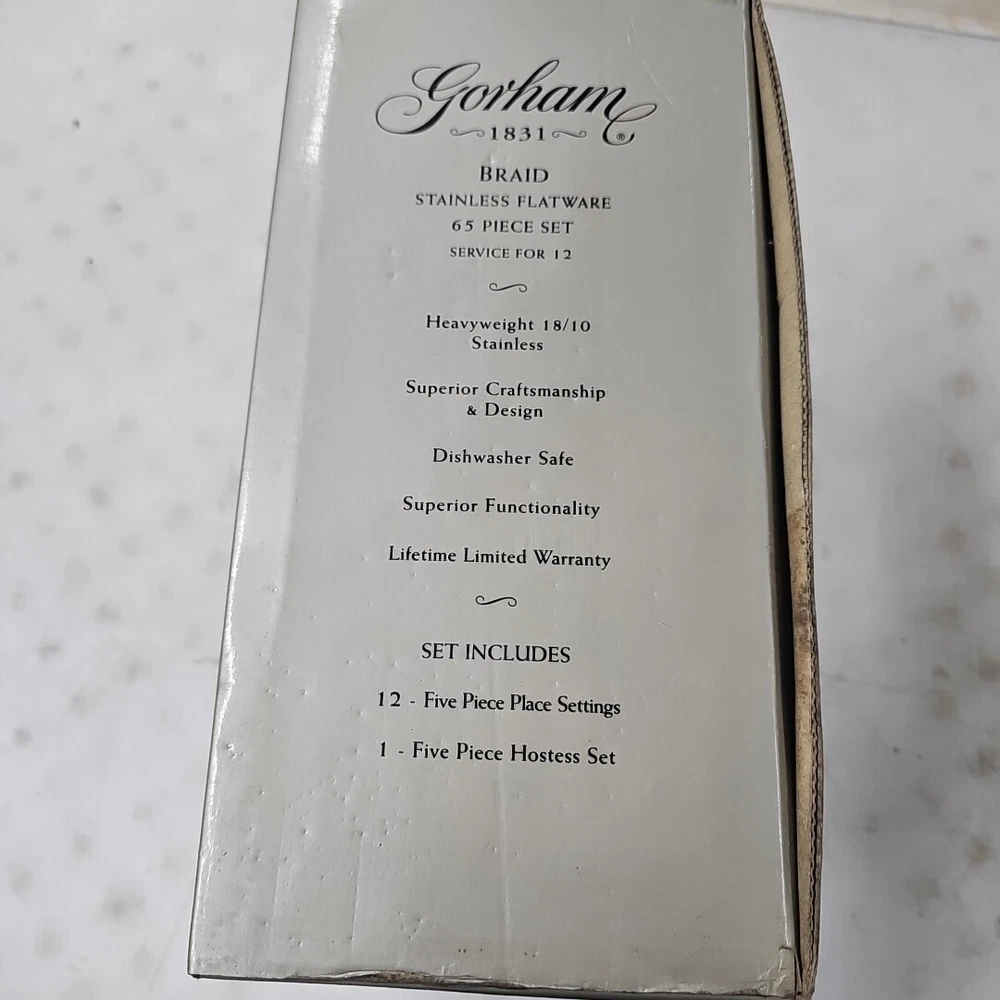 Gorham
1831
®
BRAID
STAINLESS FLATWARE
65 PIECE SET
SERVICE FOR 12
Heavyweight 18/10
Stainless
Superior Craftsmanship
& Design
Dishwasher Safe
Superior Functionality
Lifetime Limited Warranty
SET INCLUDES
12 - Five Piece Place Settings
1 - Five Piece Hostess Set